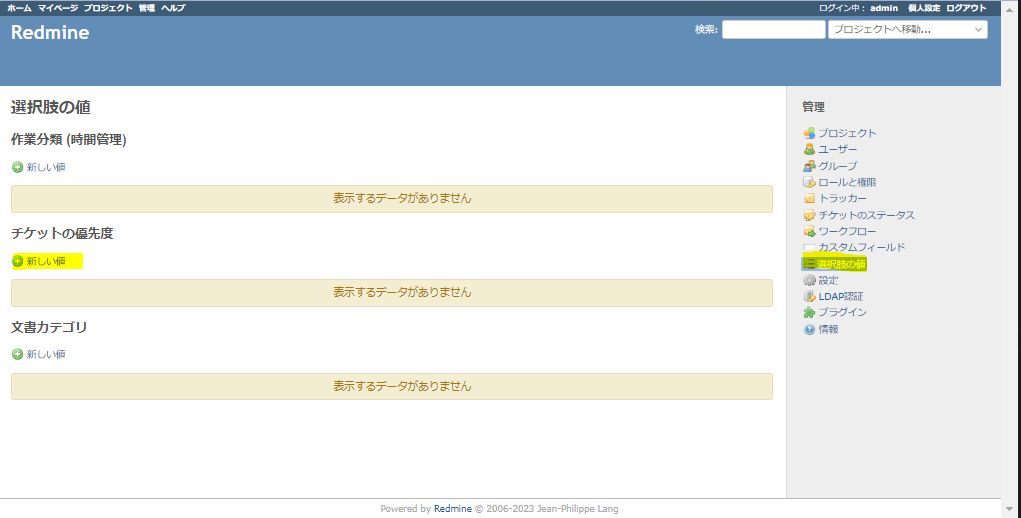 ホーム マイページ プロジェクト 管理 ヘルプ
ログイン中： admin 個人設定 ログアウト
Redmine
検索:
プロジェクトへ移動...
選択肢の値
作業分類 (時間管理)
新しい値
表示するデータがありません
チケットの優先度
新しい値
表示するデータがありません
文書カテゴリ
新しい値
表示するデータがありません
管理
プロジェクト
ユーザー
グループ
ロールと権限
トラッカー
チケットのステータス
ワークフロー
カスタムフィールド
選択肢の値
設定
LDAP認証
プラグイン
情報
Powered by Redmine © 2006-2023 Jean-Philippe Lang